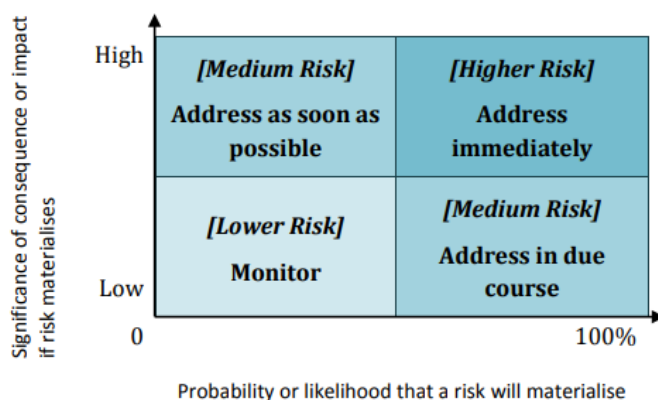 Significance of consequence or impact
if risk materialises
High
[Medium Risk]
Address as soon as
possible
[Higher Risk]
Address
immediately
[Lower Risk]
Monitor
[Medium Risk]
Address in due
course
Low
0
100%
Probability or likelihood that a risk will materialise